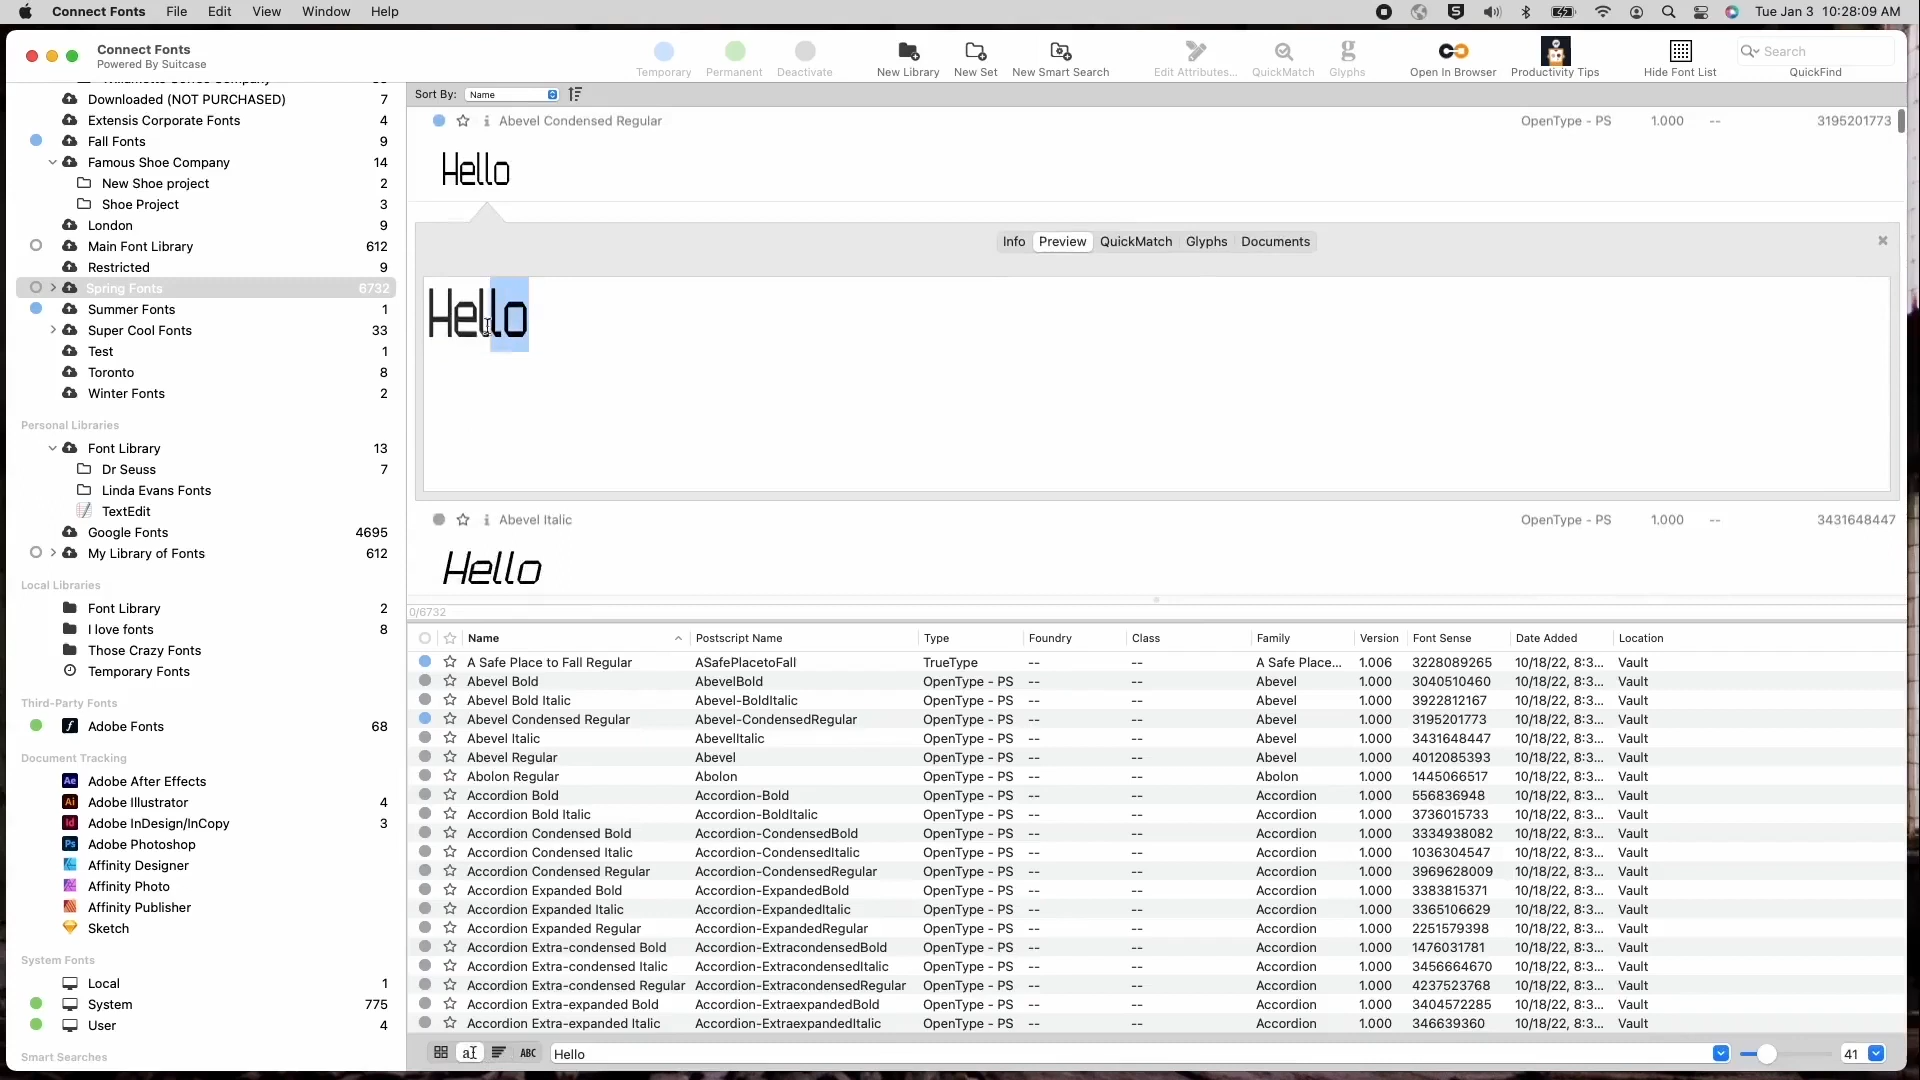 Connect Fonts File Edit View Window Help Tue Jan 3 10:28:09 AM
Connect Fonts
Powered By Suitcase
Temporary Permanent Deactivate New Library New Set New Smart Search Edit Attributes... QuickMatch Glyphs Open In Browser Productivity Tips Hide Font List Search QuickFind
Downloaded (NOT PURCHASED) 7
Extensis Corporate Fonts 4
Fall Fonts 9
Famous Shoe Company 14
New Shoe project 2
Shoe Project 3
London 9
Main Font Library 612
Restricted 9
Spring Fonts 6732
Summer Fonts 1
Super Cool Fonts 33
Test 1
Toronto 8
Winter Fonts 2
Personal Libraries
Font Library 13
Dr Seuss 7
Linda Evans Fonts
TextEdit
Google Fonts 4695
My Library of Fonts 612
Local Libraries
Font Library 2
I love fonts 8
Those Crazy Fonts
Temporary Fonts
Third-Party Fonts
Adobe Fonts 68
Document Tracking
Ae Adobe After Effects
Ai Adobe Illustrator 4
Id Adobe InDesign/InCopy 3
Ps Adobe Photoshop
Affinity Designer
Affinity Photo
Affinity Publisher
Sketch
System Fonts
Local 1
System 775
User 4
Smart Searches
Sort By: Name
Abevel Condensed Regular OpenType - PS 1.000 -- 3195201773
Hello
Info Preview QuickMatch Glyphs Documents
Hello
Abevel Italic OpenType - PS 1.000 -- 3431648447
Hello
0/6732
Name Postscript Name Type Foundry Class Family Version Font Sense Date Added Location
A Safe Place to Fall Regular ASafePlacetoFall TrueType -- -- A Safe Place... 1.006 3228089265 10/18/22, 8:3... Vault
Abevel Bold AbevelBold OpenType - PS -- -- Abevel 1.000 3040510460 10/18/22, 8:3... Vault
Abevel Bold Italic Abevel-BoldItalic OpenType - PS -- -- Abevel 1.000 3922812167 10/18/22, 8:3... Vault
Abevel Condensed Regular Abevel-CondensedRegular OpenType - PS -- -- Abevel 1.000 3195201773 10/18/22, 8:3... Vault
Abevel Italic AbevelItalic OpenType - PS -- -- Abevel 1.000 3431648447 10/18/22, 8:3... Vault
Abevel Regular Abevel OpenType - PS -- -- Abevel 1.000 4012085393 10/18/22, 8:3... Vault
Abolon Regular Abolon OpenType - PS -- -- Abolon 1.000 1445066517 10/18/22, 8:3... Vault
Accordion Bold Accordion-Bold OpenType - PS -- -- Accordion 1.000 556836948 10/18/22, 8:3... Vault
Accordion Bold Italic Accordion-BoldItalic OpenType - PS -- -- Accordion 1.000 3736015733 10/18/22, 8:3... Vault
Accordion Condensed Bold Accordion-CondensedBold OpenType - PS -- -- Accordion 1.000 3334938082 10/18/22, 8:3... Vault
Accordion Condensed Italic Accordion-CondensedItalic OpenType - PS -- -- Accordion 1.000 1036304547 10/18/22, 8:3... Vault
Accordion Condensed Regular Accordion-CondensedRegular OpenType - PS -- -- Accordion 1.000 3969628009 10/18/22, 8:3... Vault
Accordion Expanded Bold Accordion-ExpandedBold OpenType - PS -- -- Accordion 1.000 3383815371 10/18/22, 8:3... Vault
Accordion Expanded Italic Accordion-ExpandedItalic OpenType - PS -- -- Accordion 1.000 3365106629 10/18/22, 8:3... Vault
Accordion Expanded Regular Accordion-ExpandedRegular OpenType - PS -- -- Accordion 1.000 2251579398 10/18/22, 8:3... Vault
Accordion Extra-condensed Bold Accordion-ExtracondensedBold OpenType - PS -- -- Accordion 1.000 1476031781 10/18/22, 8:3... Vault
Accordion Extra-condensed Italic Accordion-ExtracondensedItalic OpenType - PS -- -- Accordion 1.000 3456664670 10/18/22, 8:3... Vault
Accordion Extra-condensed Regular Accordion-ExtracondensedRegular OpenType - PS -- -- Accordion 1.000 4237523768 10/18/22, 8:3... Vault
Accordion Extra-expanded Bold Accordion-ExtraexpandedBold OpenType - PS -- -- Accordion 1.000 3404572285 10/18/22, 8:3... Vault
Accordion Extra-expanded Italic Accordion-ExtraexpandedItalic OpenType - PS -- -- Accordion 1.000 346639360 10/18/22, 8:3... Vault
ABC Hello 41